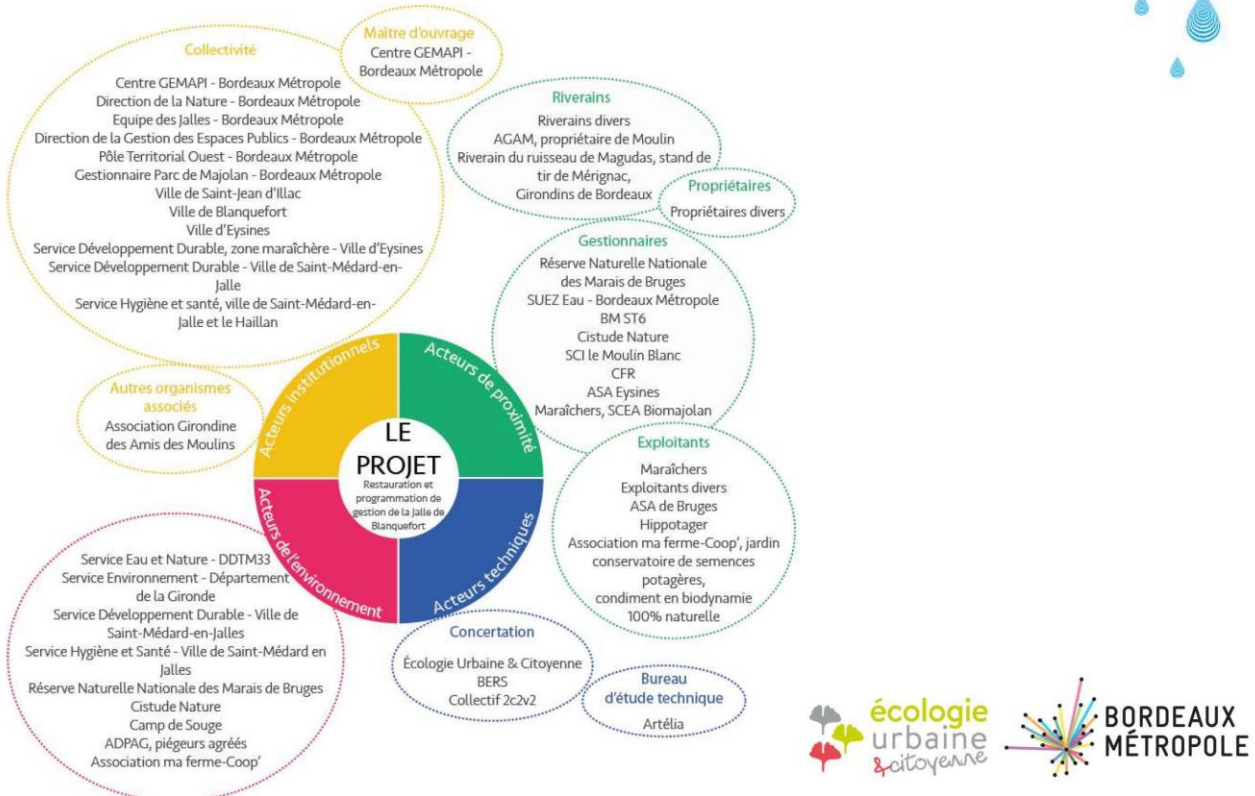 Maître d'ouvrage
Centre GEMAPI -
Bordeaux Métropole
Collectivité
Centre GEMAPI - Bordeaux Métropole
Direction de la Nature - Bordeaux Métropole
Equipe des Jalles - Bordeaux Métropole
Direction de la Gestion des Espaces Publics - Bordeaux Métropole
Pôle Territorial Ouest - Bordeaux Métropole
Gestionnaire Parc de Majolan - Bordeaux Métropole
Ville de Saint-Jean d'Illac
Ville de Blanquefort
Ville d'Eysines
Service Développement Durable, zone maraîchère - Ville d'Eysines
Service Développement Durable - Ville de Saint-Médard-en-
Jalle
Service Hygiène et santé, ville de Saint-Médard-en-
Jalle et le Haillan
Autres organismes
associés
Association Girondine
des Amis des Moulins
Riverains
Riverains divers
AGAM, propriétaire de Moulin
Riverain du ruisseau de Magudas, stand de
tir de Mérignac,
Girondins de Bordeaux
Propriétaires
Propriétaires divers
Gestionnaires
Réserve Naturelle Nationale
des Marais de Bruges
SUEZ Eau - Bordeaux Métropole
BM ST6
Cistude Nature
SCI le Moulin Blanc
CFR
ASA Eysines
Maraîchers, SCEA Biomajolan
Exploitants
Maraîchers
Exploitants divers
ASA de Bruges
Hippotager
Association ma ferme-Coop', jardin
conservatoire de semences
potagères,
condiment en biodynamie
100% naturelle
Acteurs institutionnels
Acteurs de proximité
Acteurs de l'environnement
Acteurs techniques
LE
PROJET
Restauration et
programmation de
gestion de la Jalle de
Blanquefort
Service Eau et Nature - DDTM33
Service Environnement - Département
de la Gironde
Service Développement Durable - Ville de
Saint-Médard-en-Jalles
Service Hygiène et Santé - Ville de Saint-Médard en
Jalles
Réserve Naturelle Nationale des Marais de Bruges
Cistude Nature
Camp de Souge
ADPAG, piégeurs agréés
Association ma ferme-Coop'
Concertation
Écologie Urbaine & Citoyenne
BERS
Collectif 2c2v2
Bureau
d'étude technique
Artélia
écologie
urbaine
&citoyenne
BORDEAUX
MÉTROPOLE